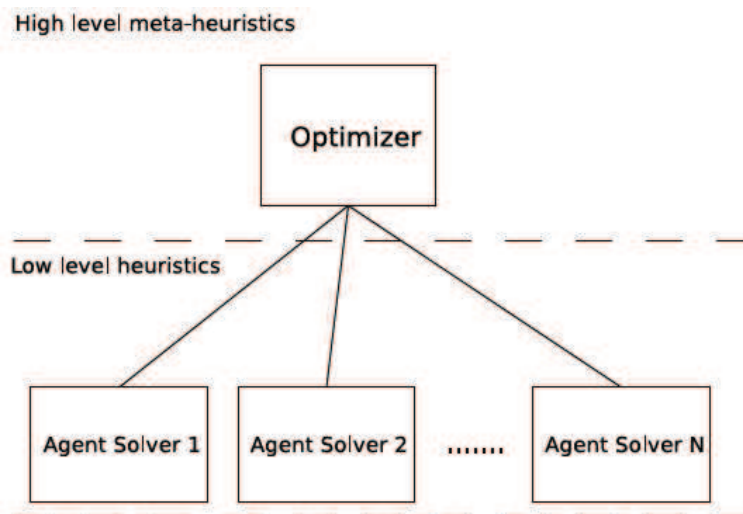 High level meta-heuristics
Optimizer
Low level heuristics
Agent Solver 1
Agent Solver 2
.......
Agent Solver N